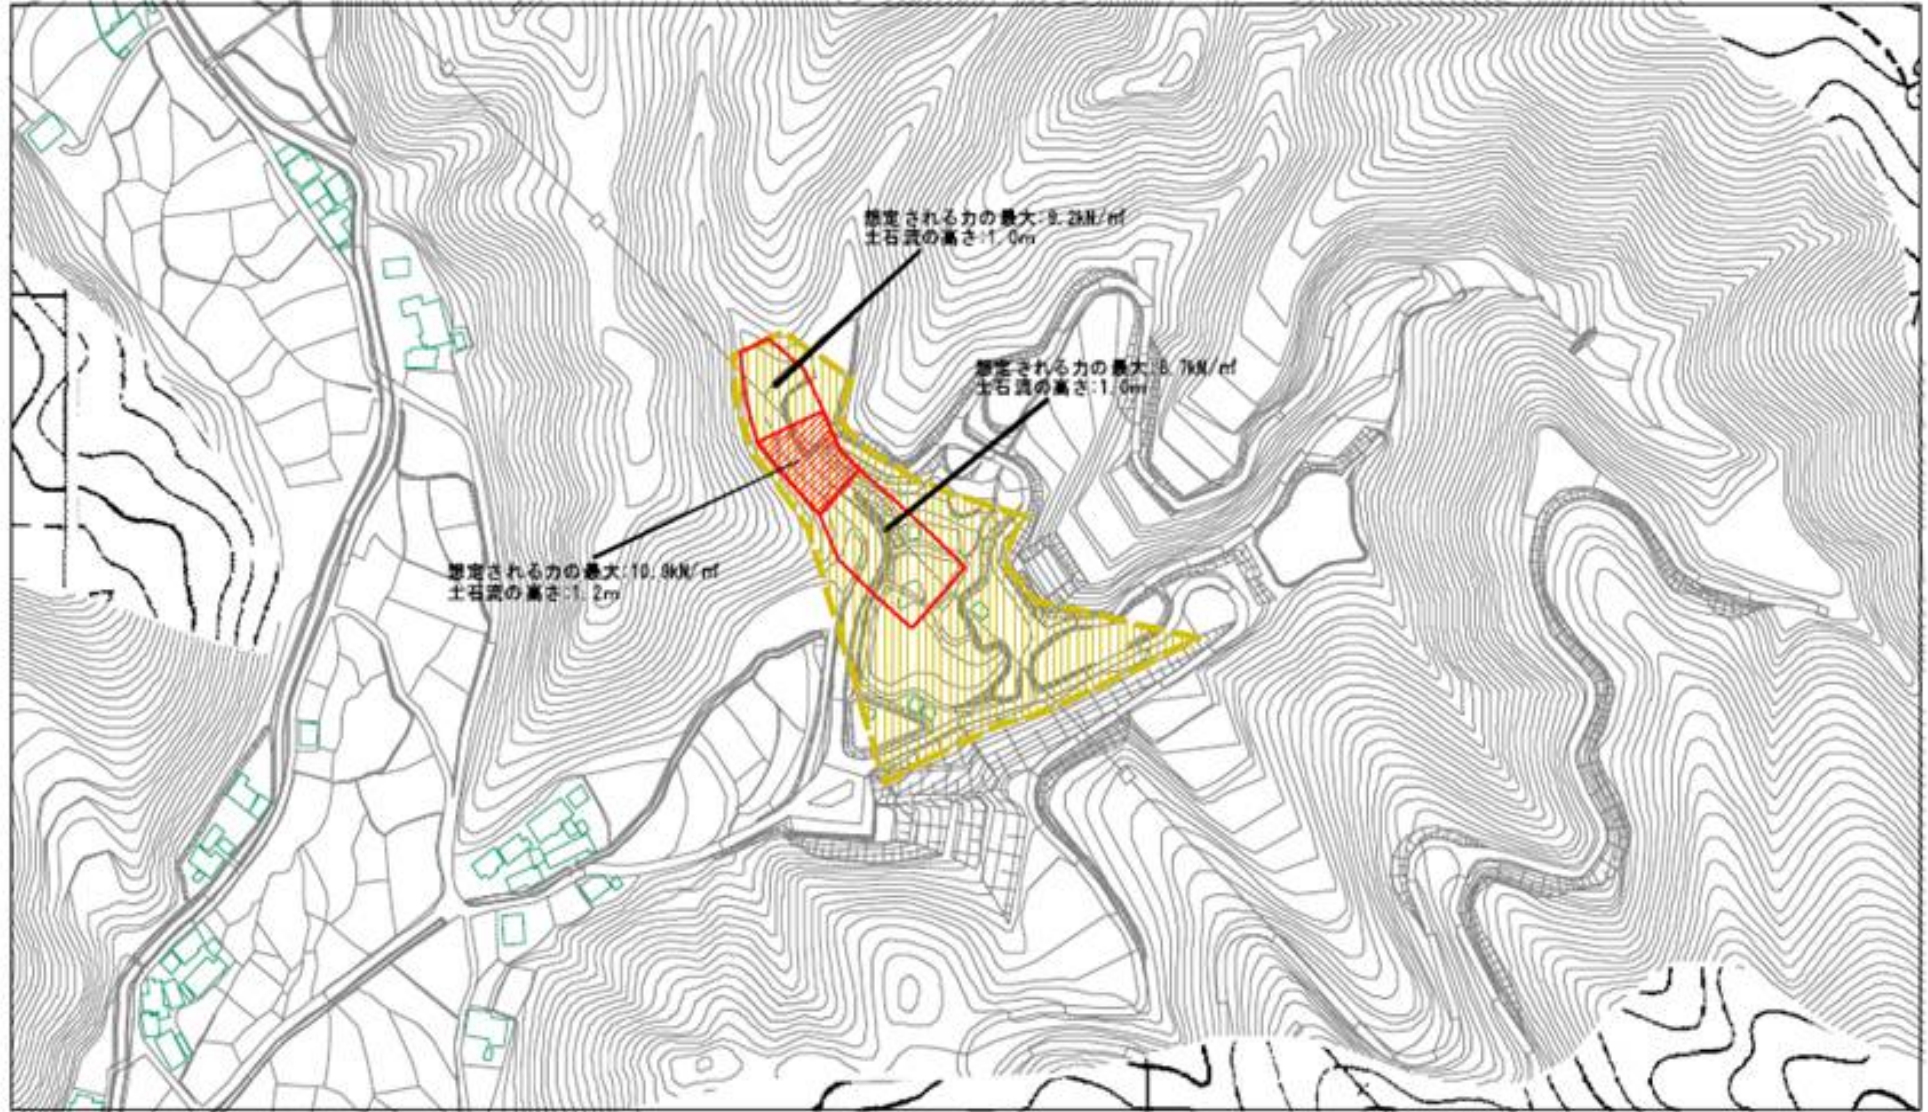 想定される力の最大:9.2kN/㎡
土石流の高さ:1.0m
想定される力の最大:8.7kN/㎡
土石流の高さ:1.0m
想定される力の最大:10.9kN/㎡
土石流の高さ:1.2m